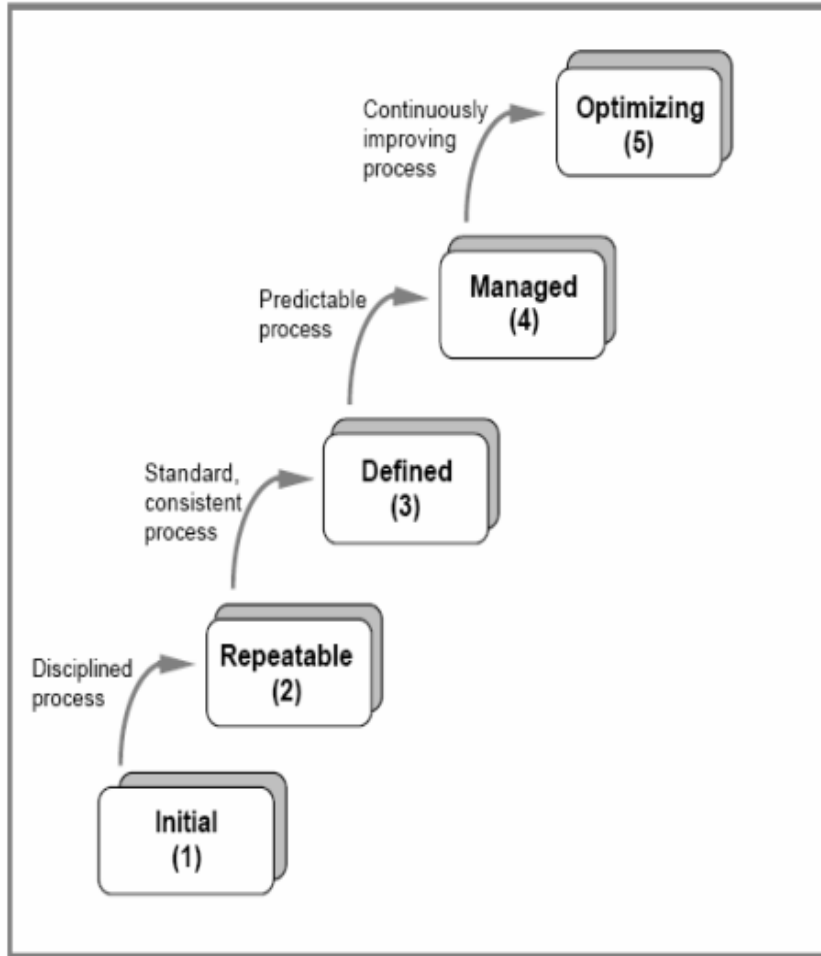 Continuously
improving
process
Optimizing
(5)
Predictable
process
Managed
(4)
Standard,
consistent
process
Defined
(3)
Disciplined
process
Repeatable
(2)
Initial
(1)